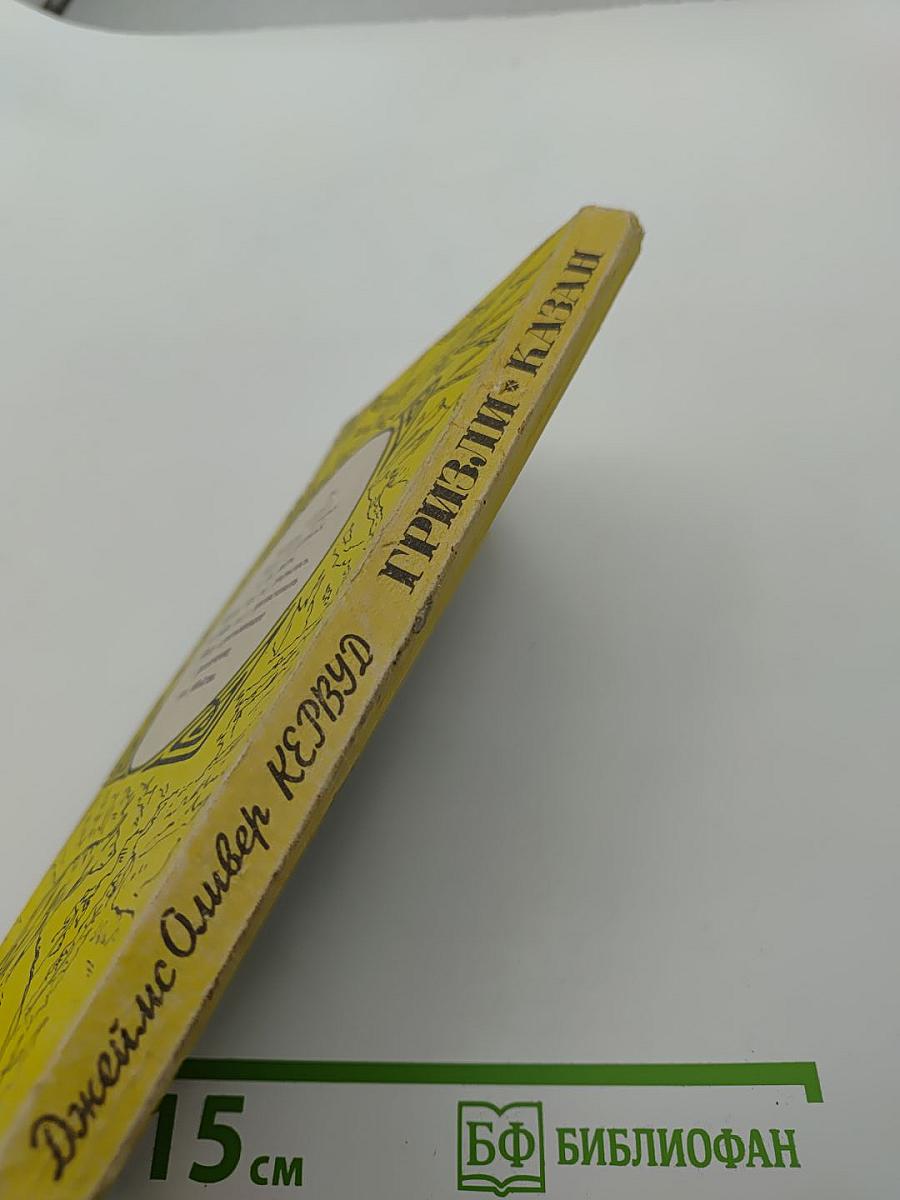 Джеймс Оливер КЕРВУД ГРИЗЛИ * КАЗАН
15 см
БФ БИБЛИОФАН